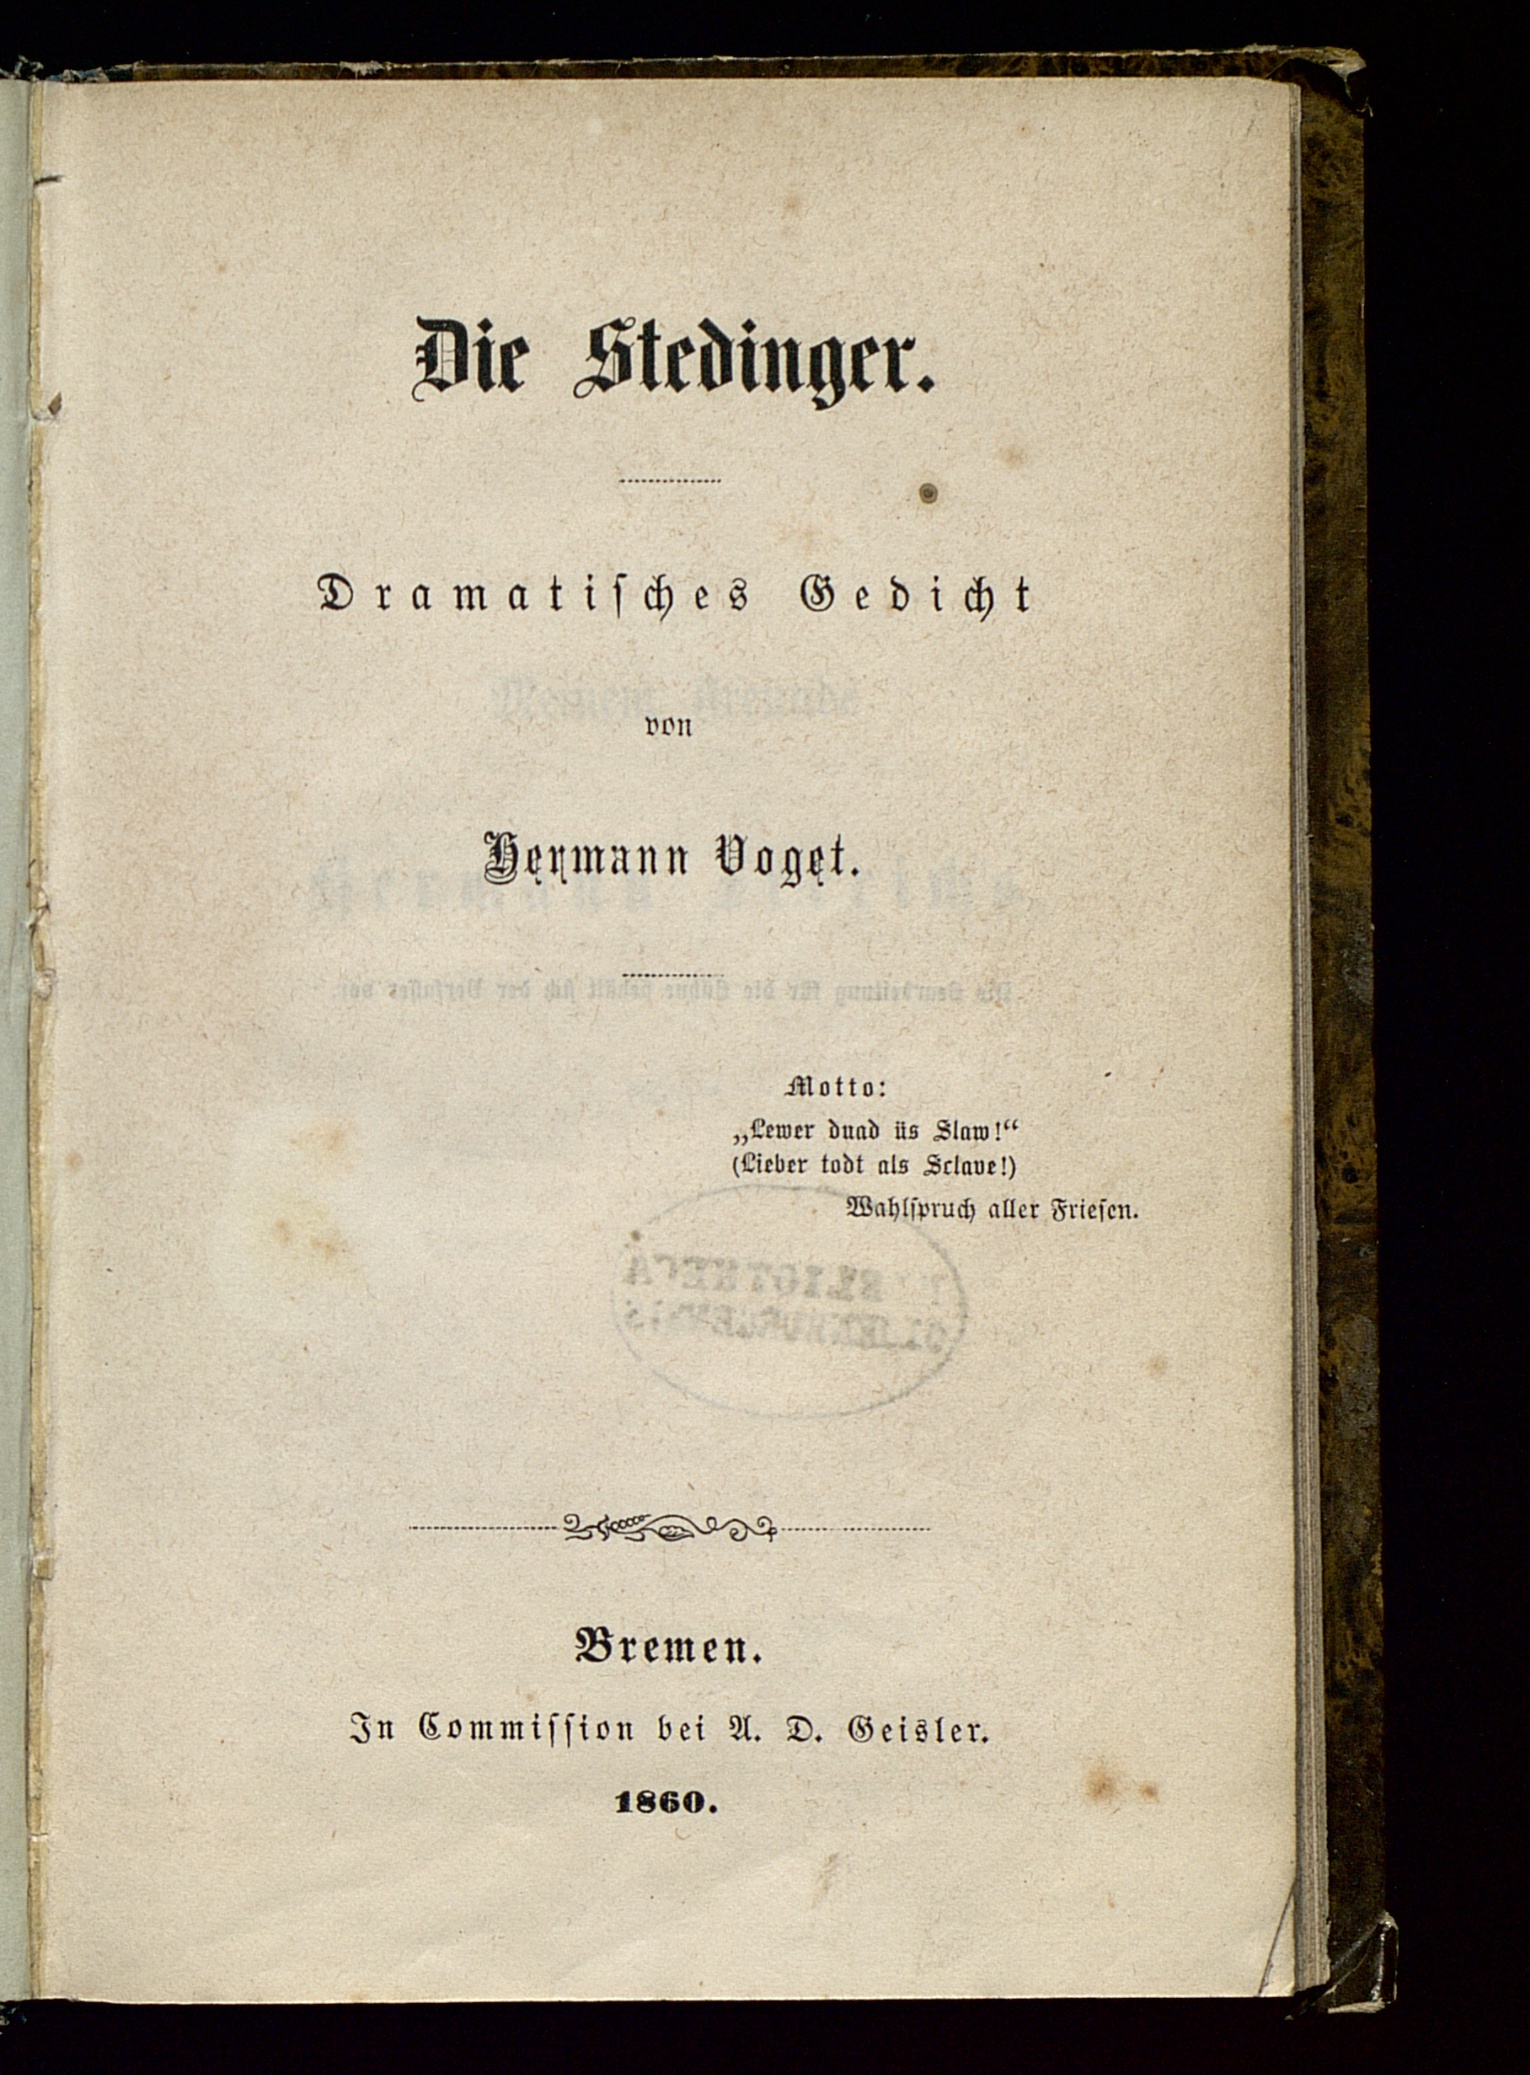 Die Stedinger.
Dramatiſches Gedicht
von
Hermann Voget.
Motto:
„Lewer duad üs Slaw!“
(Lieber todt als Sclave!)
Wahlſpruch aller Frieſen.
Bremen.
In Commiſſion bei A. D. Geisler.
1860.